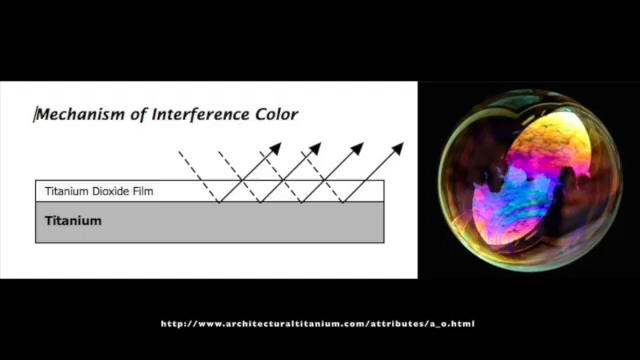 Mechanism of Interference Color
Titanium Dioxide Film
Titanium
http://www.architecturaltitanium.com/attributes/a_o.html